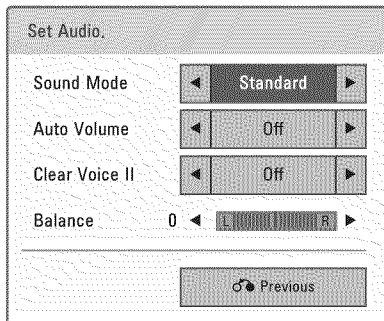 Set Audio.
Sound Mode ◄ Standard ►
Auto Volume ◄ Off ►
Clear Voice II ◄ Off ►
Balance 0 ◄ L R ►
Previous